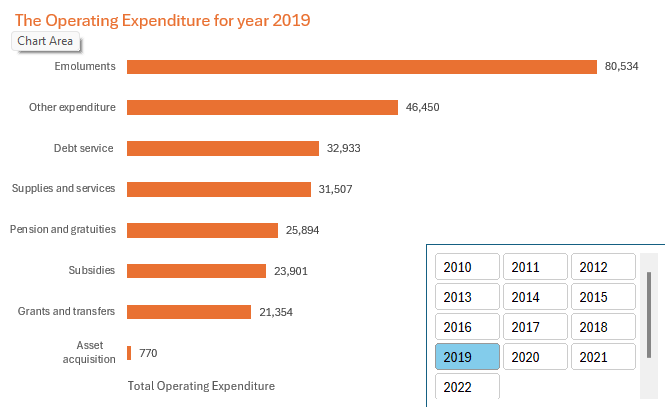 The Operating Expenditure for year 2019
Chart Area
Emoluments 80,534
Other expenditure 46,450
Debt service 32,933
Supplies and services 31,507
Pension and gratuities 25,894
Subsidies 23,901
Grants and transfers 21,354
Asset
acquisition 770
Total Operating Expenditure
2010 2011 2012
2013 2014 2015
2016 2017 2018
2019 2020 2021
2022